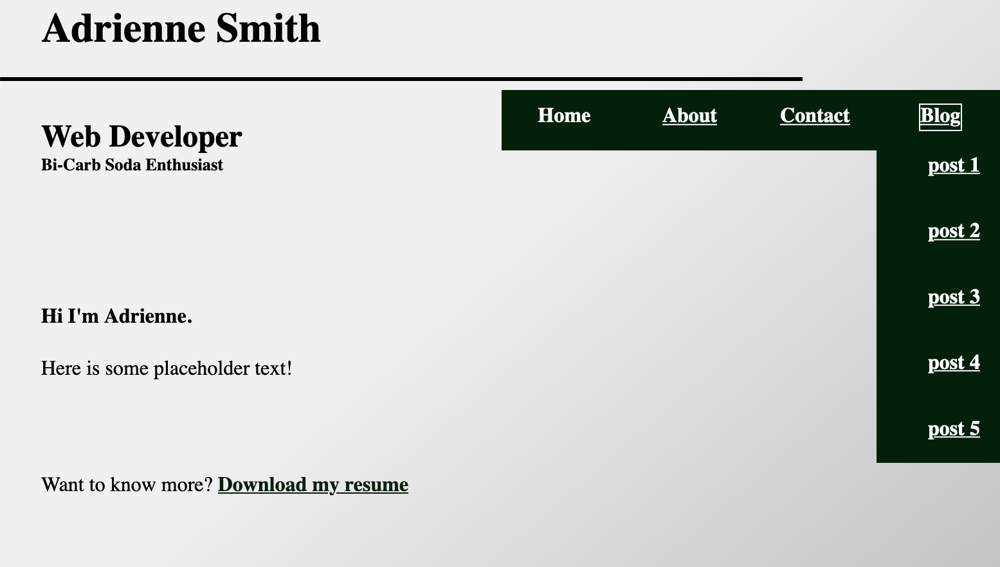 Adrienne Smith
Home About Contact Blog
Web Developer
Bi-Carb Soda Enthusiast
post 1
post 2
post 3
post 4
post 5
Hi I'm Adrienne.
Here is some placeholder text!
Want to know more? Download my resume